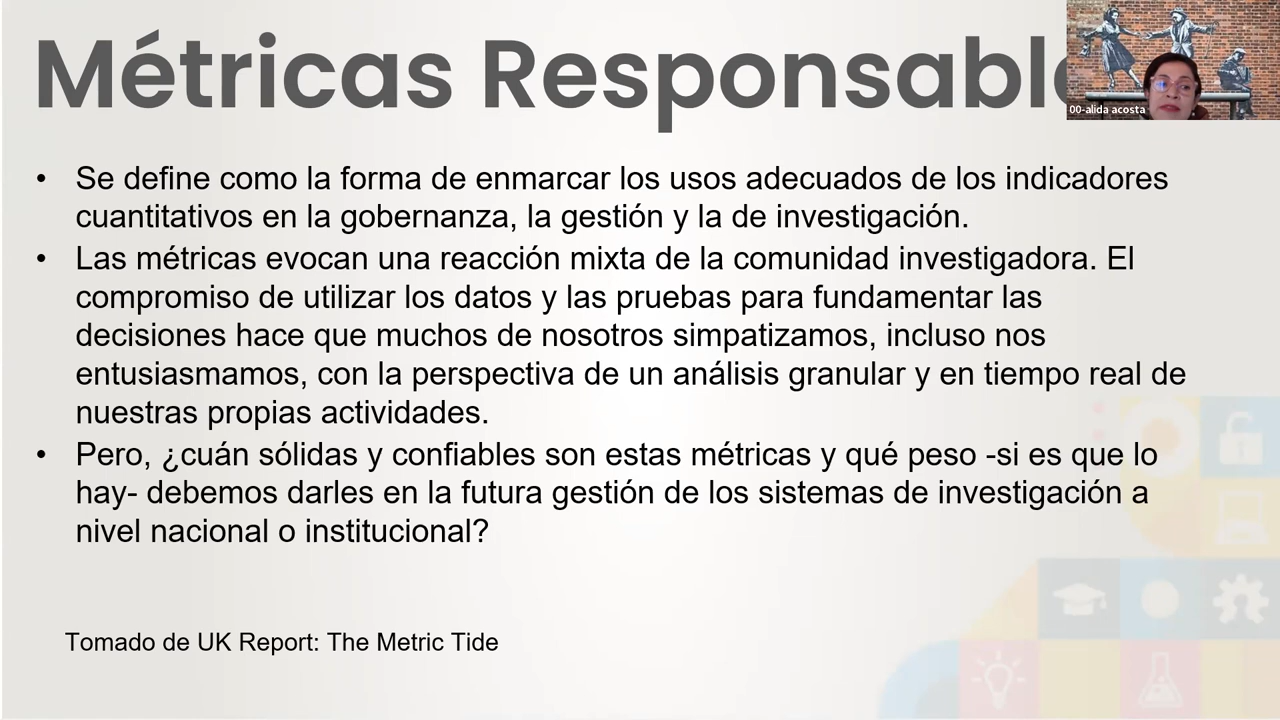 Métricas Responsable
• Se define como la forma de enmarcar los usos adecuados de los indicadores
cuantitativos en la gobernanza, la gestión y la de investigación.
• Las métricas evocan una reacción mixta de la comunidad investigadora. El
compromiso de utilizar los datos y las pruebas para fundamentar las
decisiones hace que muchos de nosotros simpatizamos, incluso nos
entusiasmamos, con la perspectiva de un análisis granular y en tiempo real de
nuestras propias actividades.
• Pero, ¿cuán sólidas y confiables son estas métricas y qué peso -si es que lo
hay- debemos darles en la futura gestión de los sistemas de investigación a
nivel nacional o institucional?
Tomado de UK Report: The Metric Tide
00-alida acosta